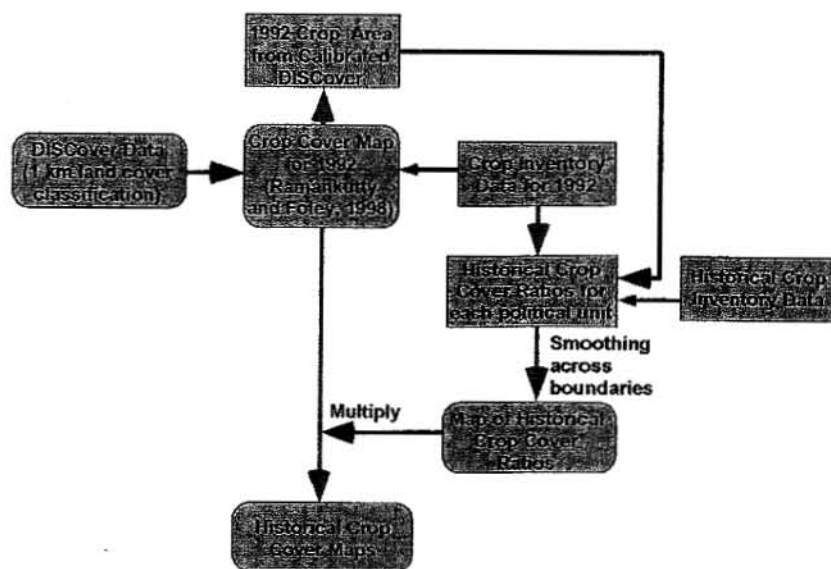 1992 Crop Area
from Calibrated
DISCover
DISCover Data
(1 km land cover
classification)
Crop Cover Map
for 1992
(Ramankutty
and Foley, 1998)
Crop Inventory
Data for 1992
Historical Crop
Cover Ratios for
each political unit
Historical Crop
Inventory Data
Smoothing
across
boundaries
Multiply
Map of Historical
Crop Cover
Ratios
Historical Crop
Cover Maps